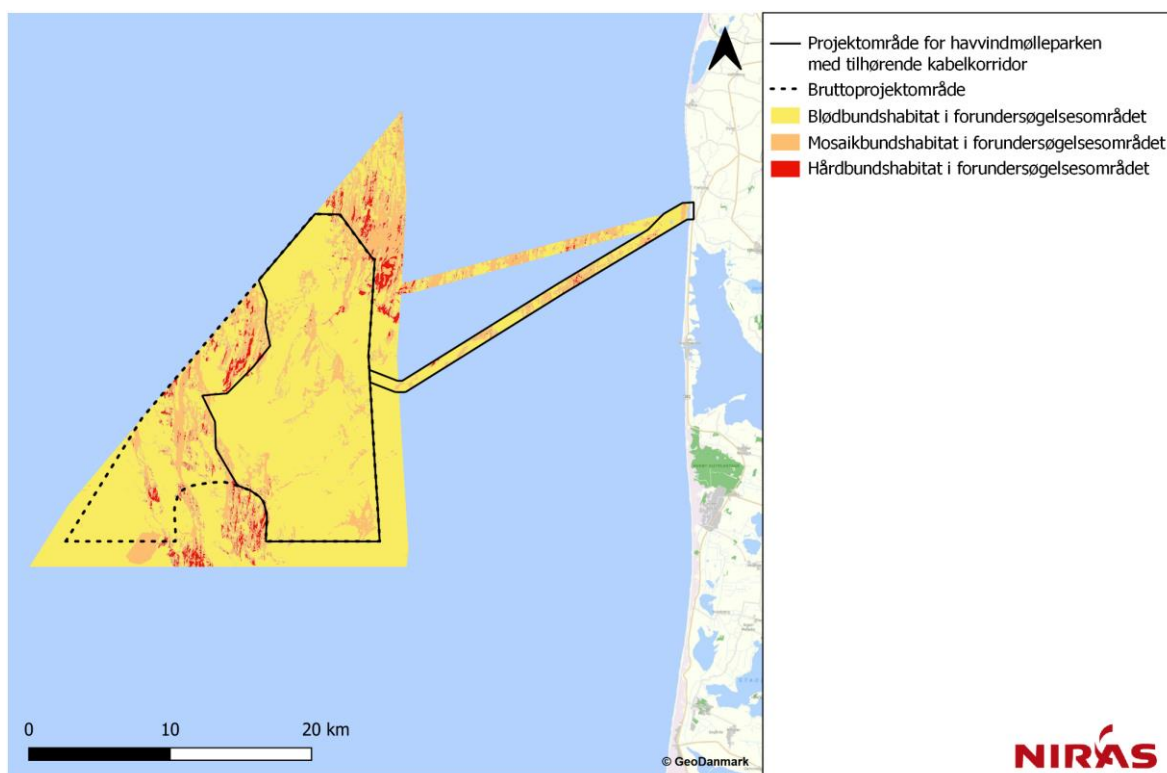 Projektområde for havvindmølleparken
med tilhørende kabelkorridor
Bruttoprojektområde
Blødbundshabitat i forundersøgelsesområdet
Mosaikbundshabitat i forundersøgelsesområdet
Hårdbundshabitat i forundersøgelsesområdet
0 10 20 km
© GeoDanmark
NIRAS